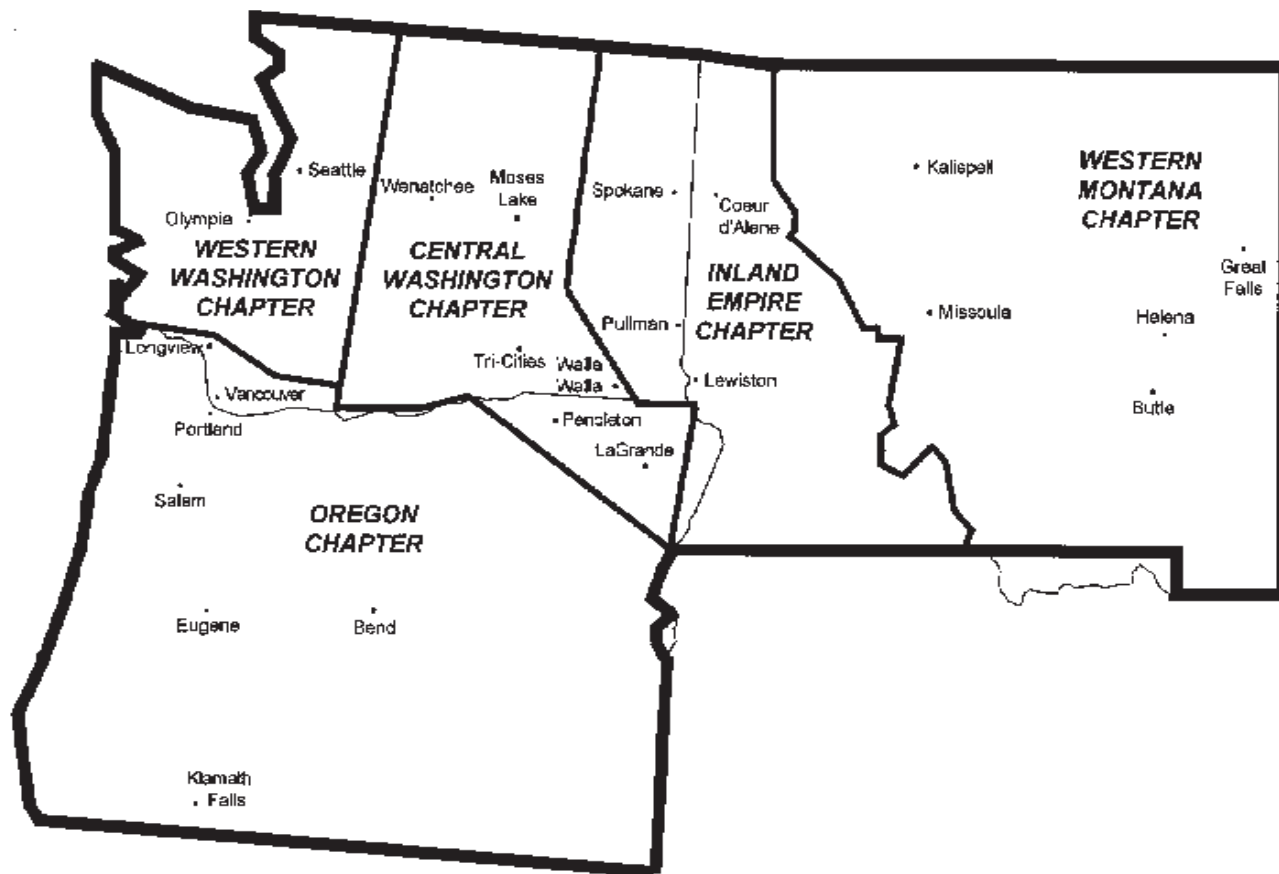 Seattle
Olympia
WESTERN
WASHINGTON
CHAPTER
Longview
Vancouver
Wenatchee
Moses
Lake
CENTRAL
WASHINGTON
CHAPTER
Tri-Cities
Walla
Walla
Spokane
Coeur
d'Alene
INLAND
EMPIRE
CHAPTER
Pullman
Lewiston
Kalispell
WESTERN
MONTANA
CHAPTER
Great
Falls
Missoula
Helena
Butte
Portland
Pendleton
LaGrande
Salem
OREGON
CHAPTER
Eugene
Bend
Klamath
Falls